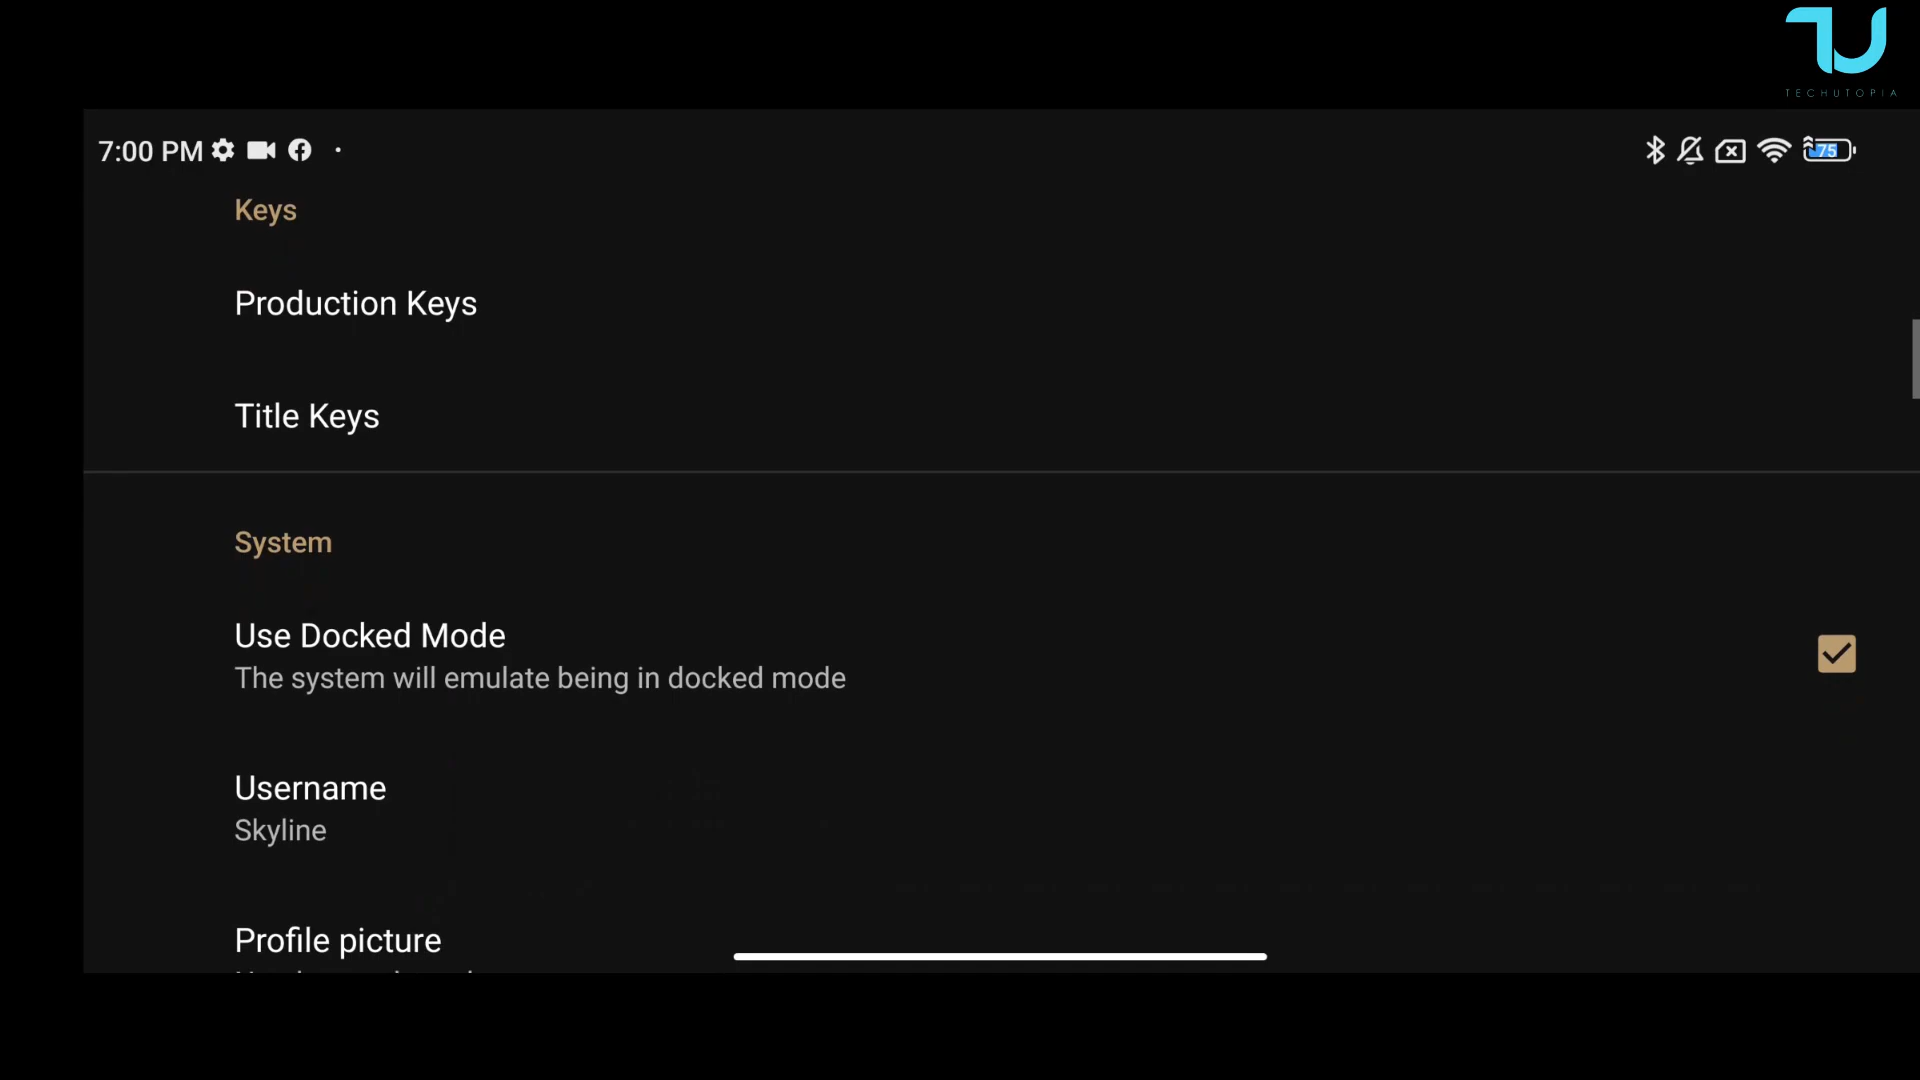 TECHUTOPIA
7:00 PM
75
Keys
Production Keys
Title Keys
System
Use Docked Mode
The system will emulate being in docked mode
Username
Skyline
Profile picture